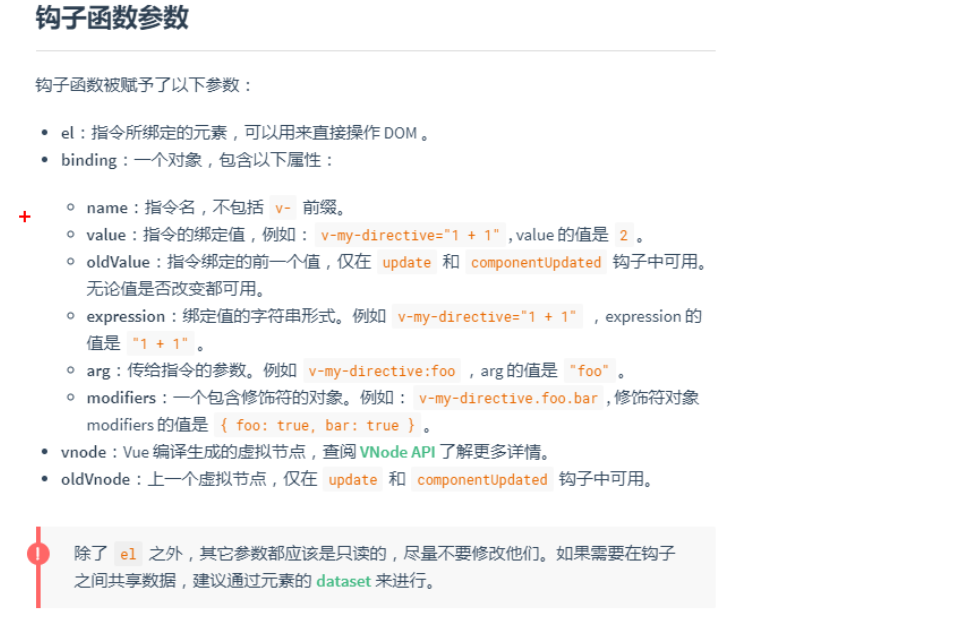 钩子函数参数
钩子函数被赋予了以下参数：
el：指令所绑定的元素，可以用来直接操作 DOM 。
binding：一个对象，包含以下属性：
name：指令名，不包括 v- 前缀。
value：指令的绑定值，例如： v-my-directive="1 + 1" , value 的值是 2 。
oldValue：指令绑定的前一个值，仅在 update 和 componentUpdated 钩子中可用。
无论值是否改变都可用。
expression：绑定值的字符串形式。例如 v-my-directive="1 + 1" ，expression 的
值是 "1 + 1" 。
arg：传给指令的参数。例如 v-my-directive:foo ，arg 的值是 "foo" 。
modifiers：一个包含修饰符的对象。例如： v-my-directive.foo.bar , 修饰符对象
modifiers 的值是 { foo: true, bar: true } 。
vnode：Vue 编译生成的虚拟节点，查阅 VNode API 了解更多详情。
oldVnode：上一个虚拟节点，仅在 update 和 componentUpdated 钩子中可用。
除了 el 之外，其它参数都应该是只读的，尽量不要修改他们。如果需要在钩子
之间共享数据，建议通过元素的 dataset 来进行。